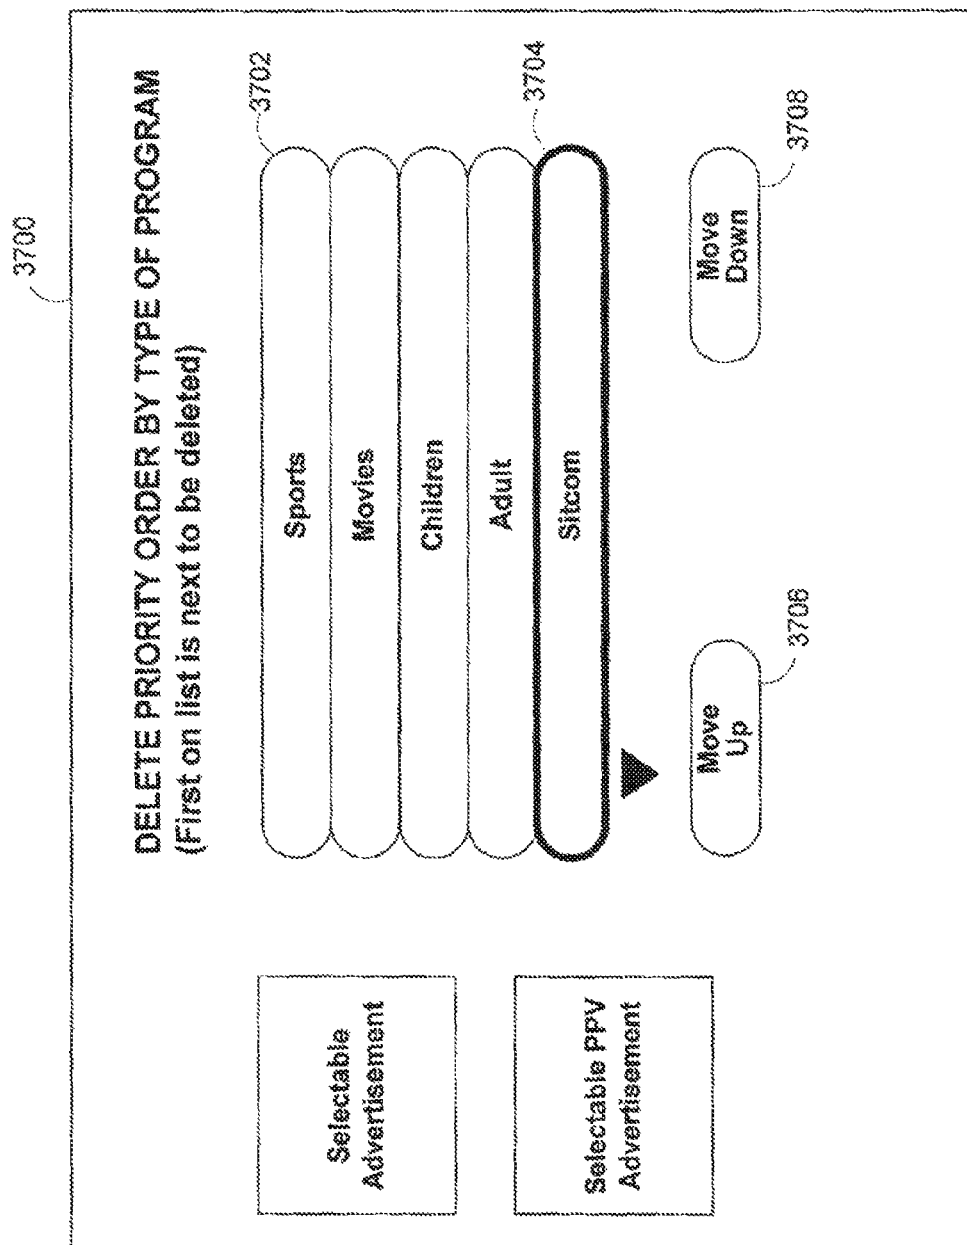 3700
DELETE PRIORITY ORDER BY TYPE OF PROGRAM
(First on list is next to be deleted)
3702
Sports
Movies
Children
Adult
3704
Sitcom
Move
Up
3706
Move
Down
3708
Selectable
Advertisement
Selectable PPV
Advertisement